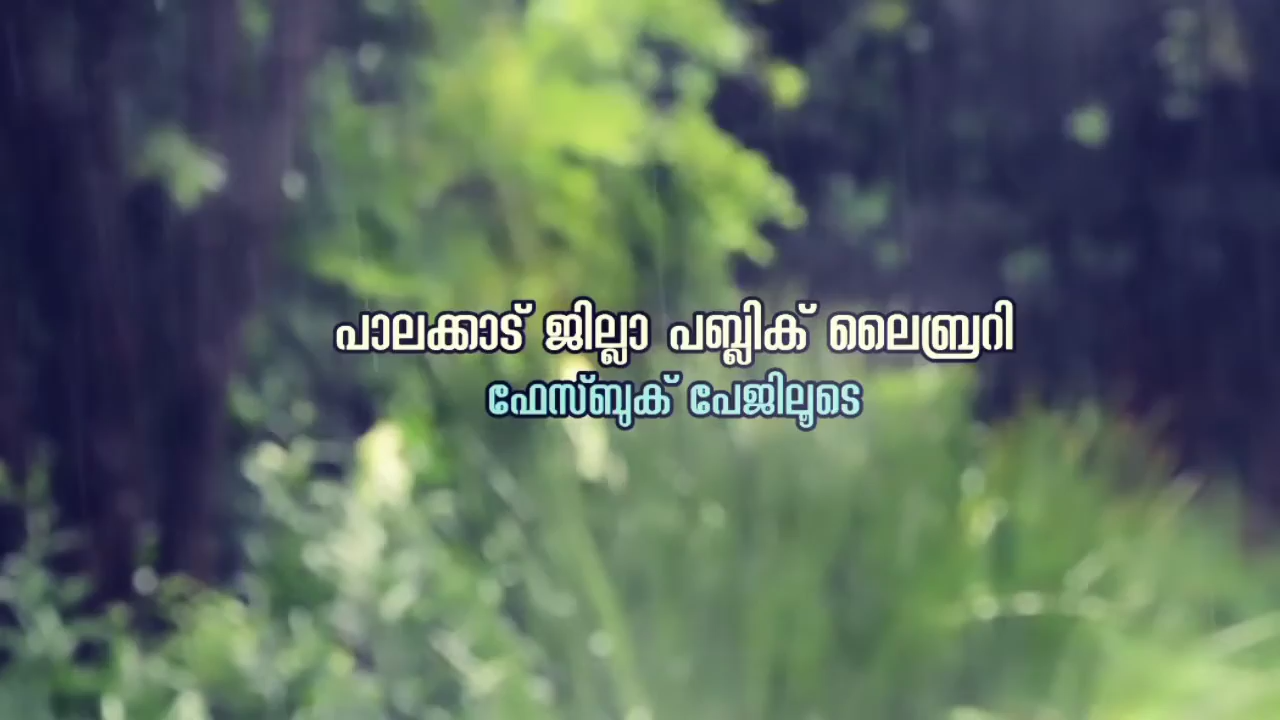 പാലക്കാട് ജില്ലാ പബ്ലിക് ലൈബ്രറി
ഫേസ്ബുക് പേജിലൂടെ